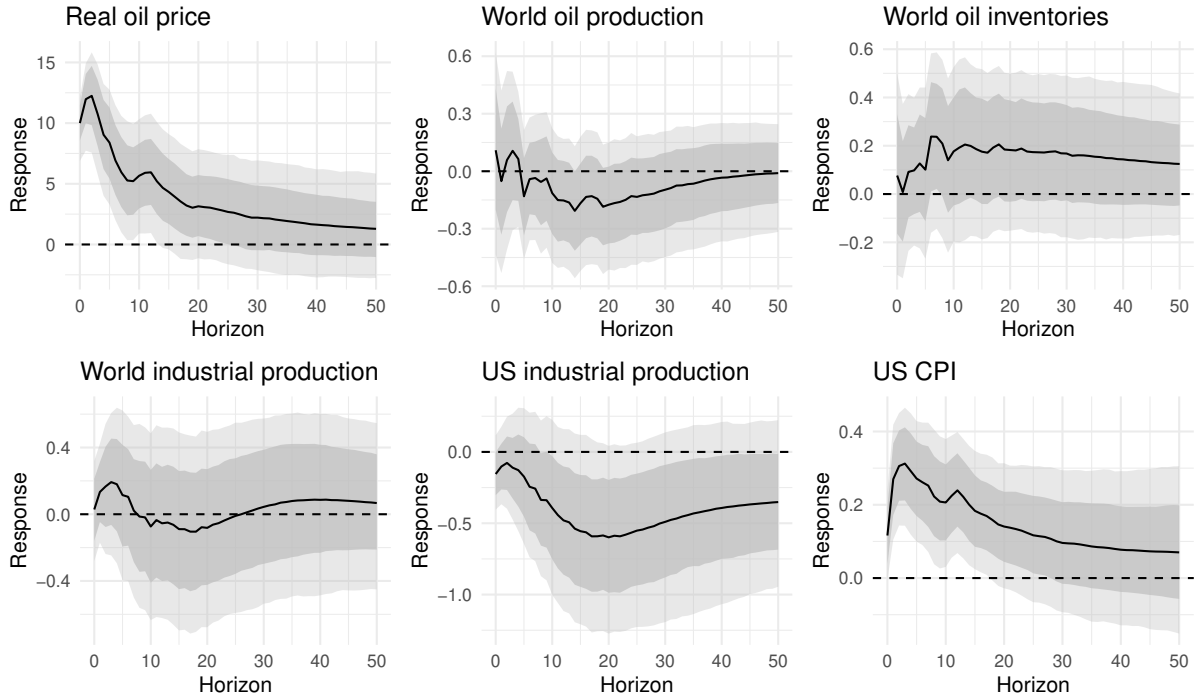 Real oil price
World oil production
World oil inventories
Response
15
10
5
0
0 10 20 30 40 50
Horizon
Response
0.6
0.3
0.0
−0.3
−0.6
0 10 20 30 40 50
Horizon
Response
0.6
0.4
0.2
0.0
−0.2
0 10 20 30 40 50
Horizon
World industrial production
US industrial production
US CPI
Response
0.4
0.0
−0.4
0 10 20 30 40 50
Horizon
Response
0.0
−0.5
−1.0
0 10 20 30 40 50
Horizon
Response
0.4
0.2
0.0
0 10 20 30 40 50
Horizon